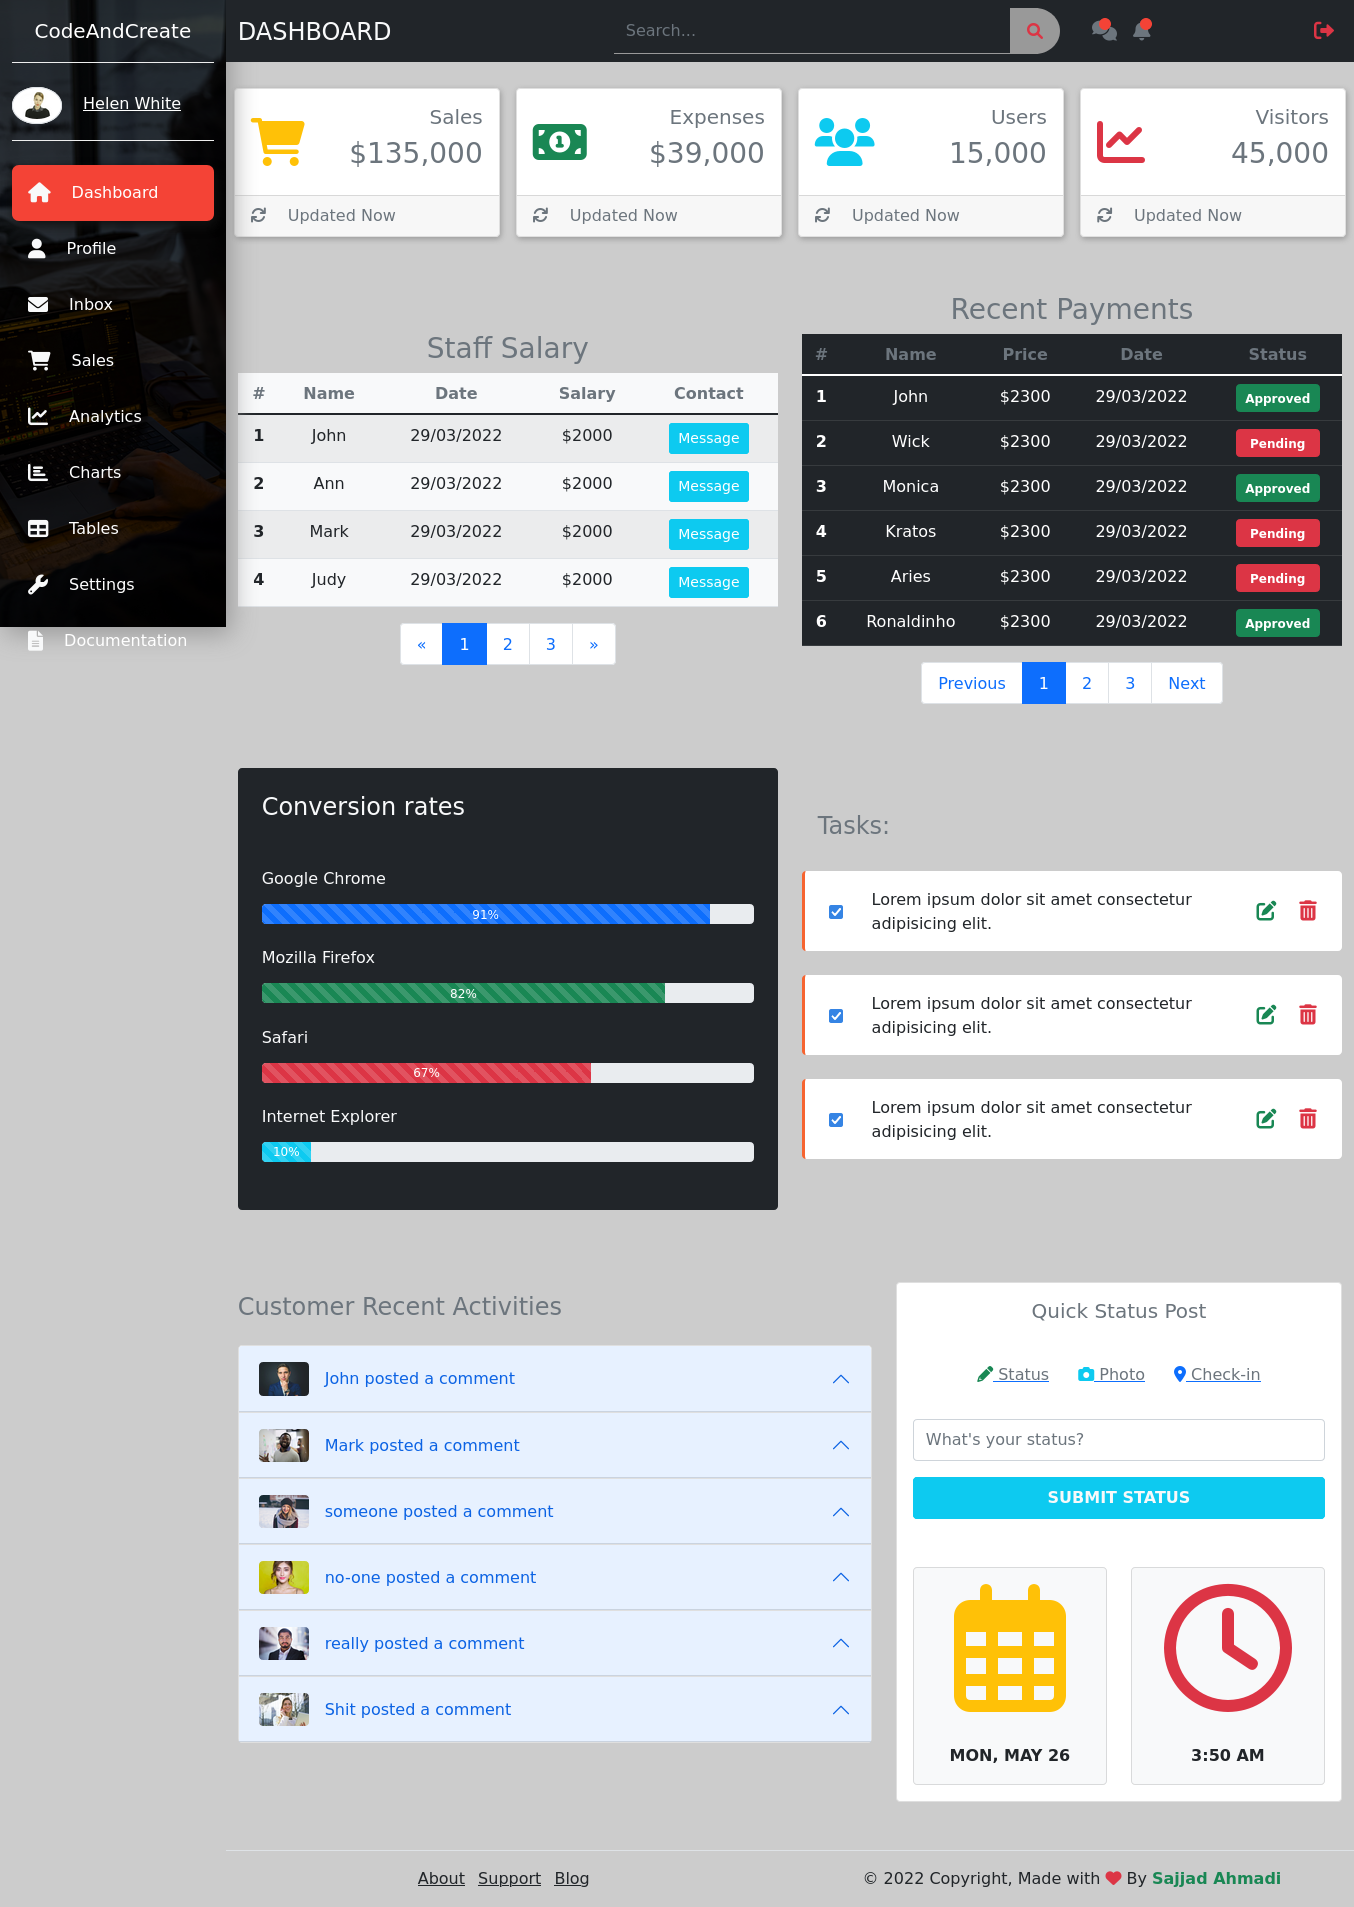 CodeAndCreate
Helen White
Dashboard
Profile
Inbox
Sales
Analytics
Charts
Tables
Settings
Documentation
DASHBOARD
Search...
Sales
$135,000
Updated Now
Expenses
$39,000
Updated Now
Users
15,000
Updated Now
Visitors
45,000
Updated Now
Staff Salary
# Name Date Salary Contact
1 John 29/03/2022 $2000 Message
2 Ann 29/03/2022 $2000 Message
3 Mark 29/03/2022 $2000 Message
4 Judy 29/03/2022 $2000 Message
« 1 2 3 »
Recent Payments
# Name Price Date Status
1 John $2300 29/03/2022 Approved
2 Wick $2300 29/03/2022 Pending
3 Monica $2300 29/03/2022 Approved
4 Kratos $2300 29/03/2022 Pending
5 Aries $2300 29/03/2022 Pending
6 Ronaldinho $2300 29/03/2022 Approved
Previous 1 2 3 Next
Conversion rates
Google Chrome
91%
Mozilla Firefox
82%
Safari
67%
Internet Explorer
10%
Tasks:
Lorem ipsum dolor sit amet consectetur
adipisicing elit.
Lorem ipsum dolor sit amet consectetur
adipisicing elit.
Lorem ipsum dolor sit amet consectetur
adipisicing elit.
Customer Recent Activities
John posted a comment
Mark posted a comment
someone posted a comment
no-one posted a comment
really posted a comment
Shit posted a comment
Quick Status Post
Status Photo Check-in
What's your status?
SUBMIT STATUS
MON, MAY 26
3:50 AM
About Support Blog
© 2022 Copyright, Made with By Sajjad Ahmadi